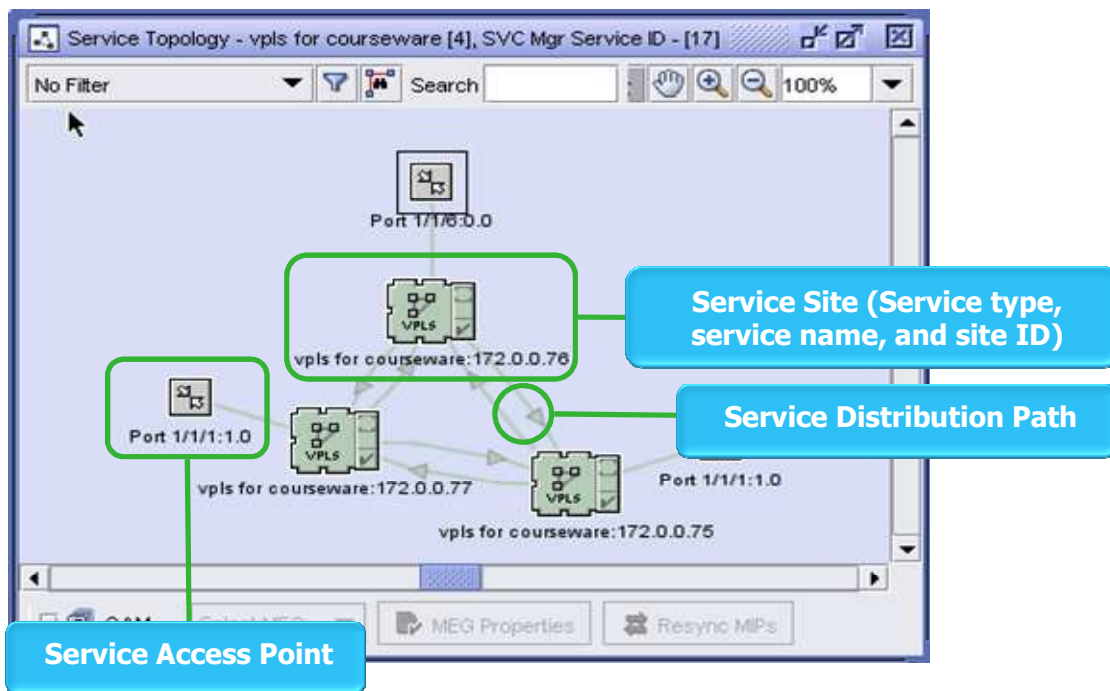 Service Topology - vpls for courseware [4], SVC Mgr Service ID - [17]
No Filter
Search
100%
Port 1/1/6:0.0
VPLS
vpls for courseware:172.0.0.76
Service Site (Service type,
service name, and site ID)
Service Distribution Path
Port 1/1/1:1.0
VPLS
vpls for courseware:172.0.0.77
VPLS
Port 1/1/1:1.0
vpls for courseware:172.0.0.75
MEG Properties
Resync MIPs
Service Access Point